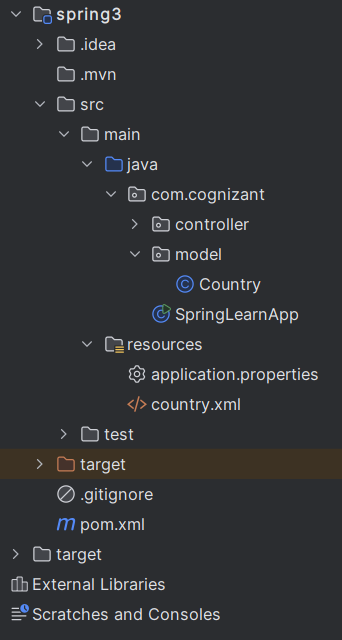 spring3
.idea
.mvn
src
main
java
com.cognizant
controller
model
Country
SpringLearnApp
resources
application.properties
country.xml
test
target
.gitignore
pom.xml
target
External Libraries
Scratches and Consoles